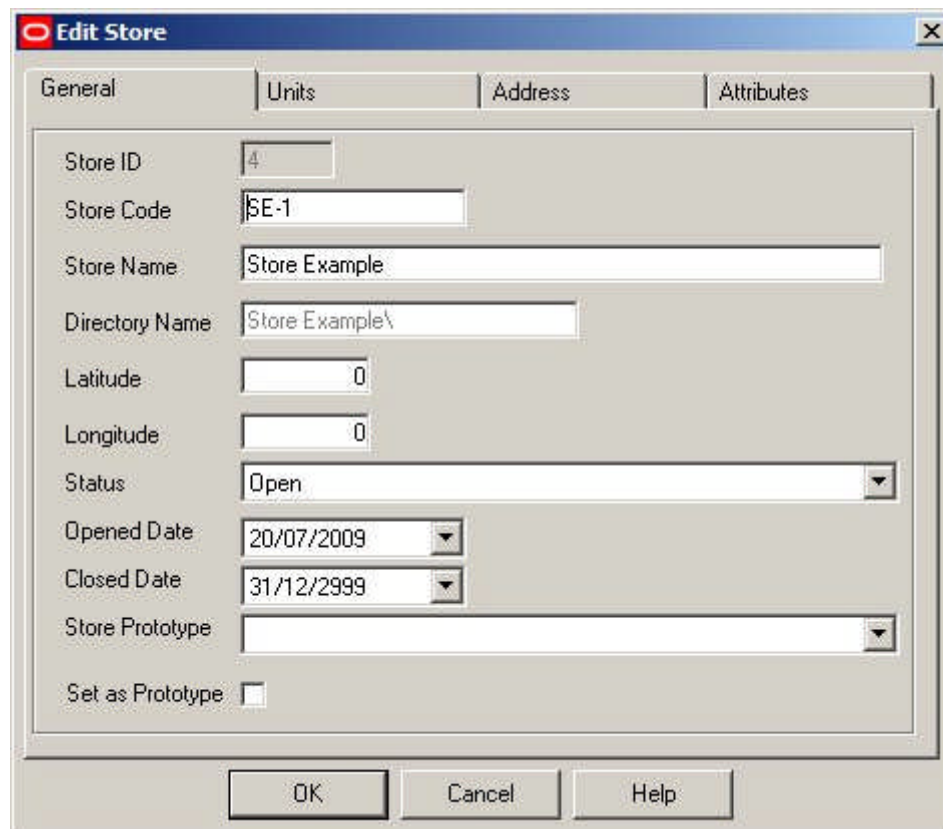 Edit Store
General Units Address Attributes
Store ID 4
Store Code SE-1
Store Name Store Example
Directory Name Store Example\
Latitude 0
Longitude 0
Status Open
Opened Date 20/07/2009
Closed Date 31/12/2999
Store Prototype
Set as Prototype
OK Cancel Help